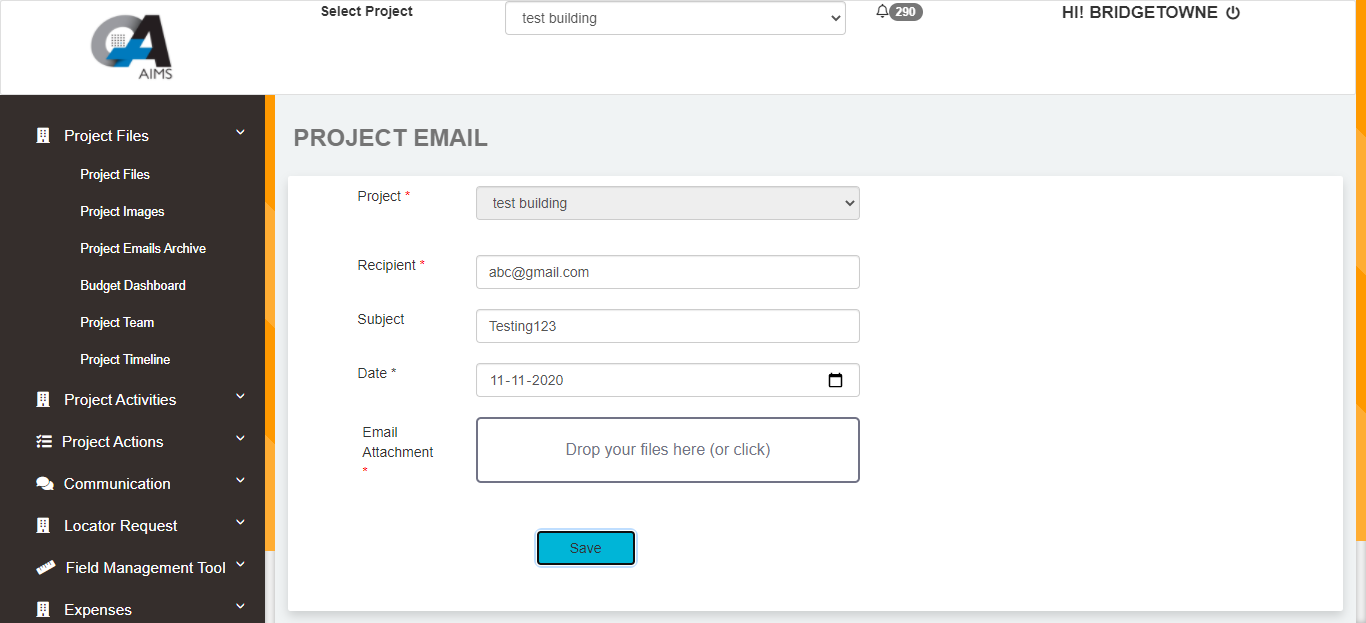 Select Project
test building
290
HI! BRIDGETOWNE
CA
AIMS
Project Files
Project Files
Project Images
Project Emails Archive
Budget Dashboard
Project Team
Project Timeline
Project Activities
Project Actions
Communication
Locator Request
Field Management Tool
Expenses
PROJECT EMAIL
Project *
test building
Recipient *
abc@gmail.com
Subject
Testing123
Date *
11-11-2020
Email
Attachment
*
Drop your files here (or click)
Save